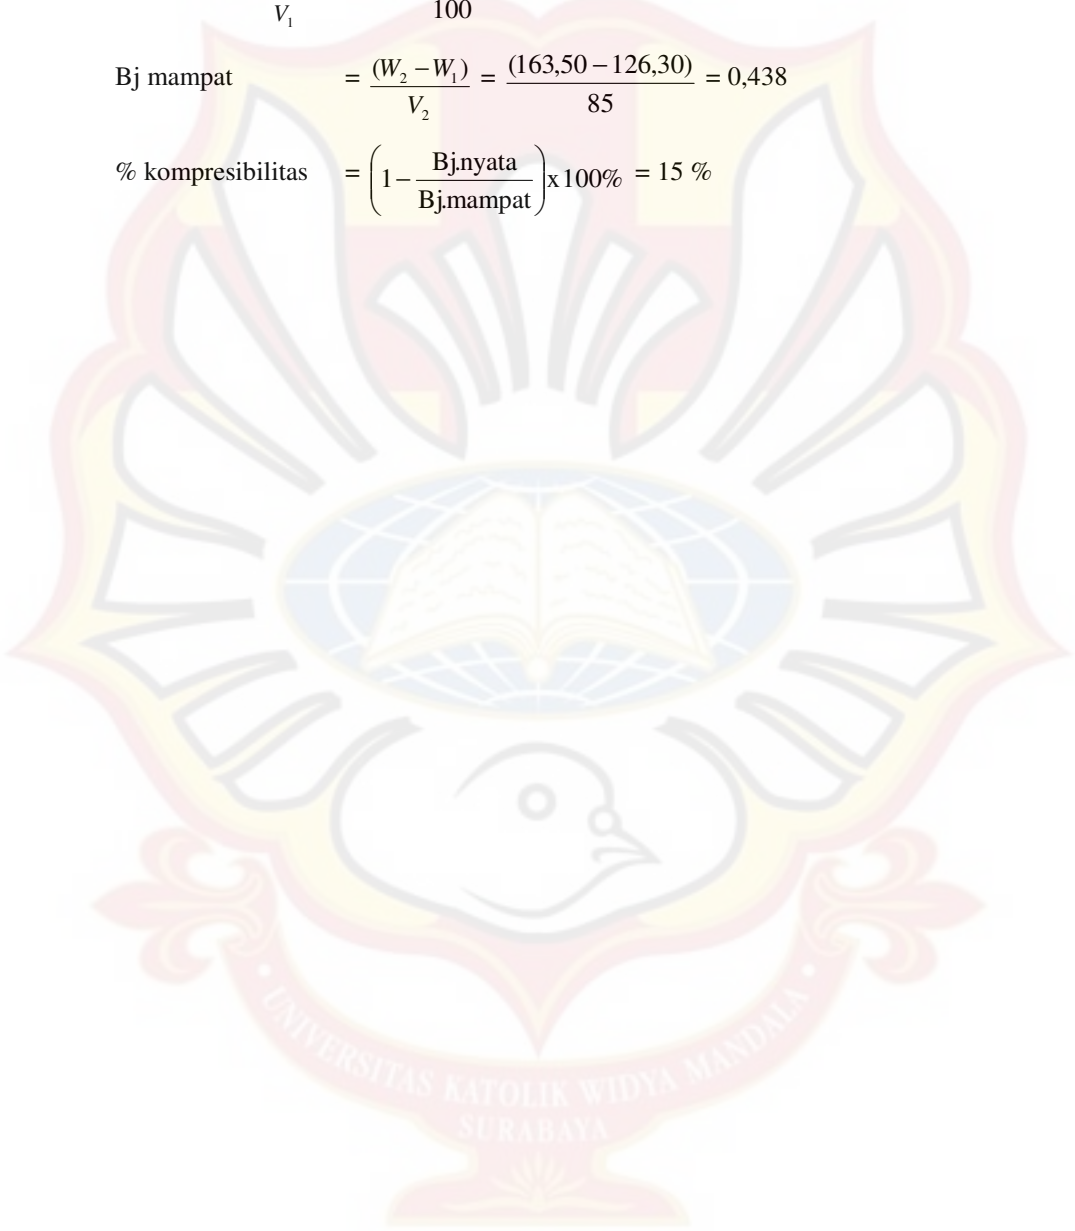 V₁ 100
Bj mampat = (W₂ − W₁) / V₂ = (163,50 − 126,30) / 85 = 0,438
% kompresibilitas = (1 − Bj.nyata / Bj.mampat) x 100% = 15 %
• UNIVERSITAS KATOLIK WIDYA MANDALA •
SURABAYA